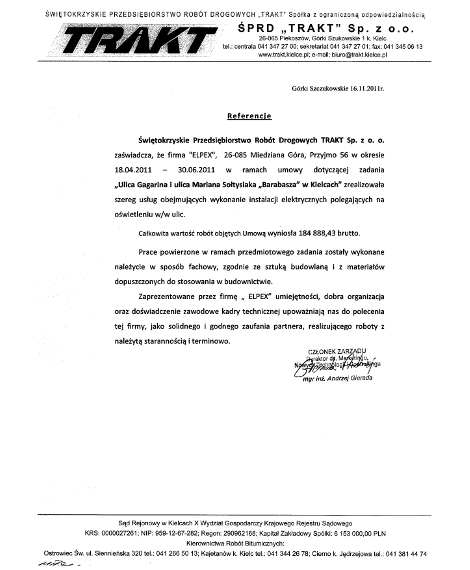 ŚWIĘTOKRZYSKIE PRZEDSIĘBIORSTWO ROBÓT DROGOWYCH „TRAKT" Spółka z ograniczoną odpowiedzialnością
TRAKT
ŚPRD „TRAKT" Sp. z o.o.
26-065 Piekoszów, Górki Szukowskie 1 k. Kielc
tel.: centrala 041 347 27 00; sekretariat 041 347 27 01; fax: 041 345 06 13
www.trakt.kielce.pl; e-mail: biuro@trakt.kielce.pl
Górki Szczukowskie 16.11.2011r.
Referencje
Świętokrzyskie Przedsiębiorstwo Robót Drogowych TRAKT Sp. z o. o.
zaświadcza, że firma "ELPEX", 26-085 Miedziana Góra, Przyjmo 56 w okresie
18.04.2011 – 30.06.2011 w ramach umowy dotyczącej zadania
„Ulica Gagarina i ulica Mariana Sołtysiaka „Barabasza" w Kielcach" zrealizowała
szereg usług obejmujących wykonanie instalacji elektrycznych polegających na
oświetleniu w/w ulic.
Całkowita wartość robót objętych Umową wyniosła 184 888,43 brutto.
Prace powierzone w ramach przedmiotowego zadania zostały wykonane
należycie w sposób fachowy, zgodnie ze sztuką budowlaną i z materiałów
dopuszczonych do stosowania w budownictwie.
Zaprezentowane przez firmę „ ELPEX" umiejętności, dobra organizacja
oraz doświadczenie zawodowe kadry technicznej upoważniają nas do polecenia
tej firmy, jako solidnego i godnego zaufania partnera, realizującego roboty z
należytą starannością i terminowo.
CZŁONEK ZARZĄDU
Dyrektor ds. Marketingu,
mgr inż. Andrzej Gierada
Sąd Rejonowy w Kielcach X Wydział Gospodarczy Krajowego Rejestru Sądowego
KRS: 0000027261; NIP: 959-12-67-282; Regon: 290962168; Kapitał Zakładowy Spółki: 6 153 000,00 PLN
Kierownictwa Robót Bitumicznych:
Ostrowiec Św. ul. Siennieńska 320 tel.: 041 266 50 13; Kajetanów k. Kielc tel.: 041 344 26 78; Cierno k. Jędrzejowa tel.: 041 381 44 74